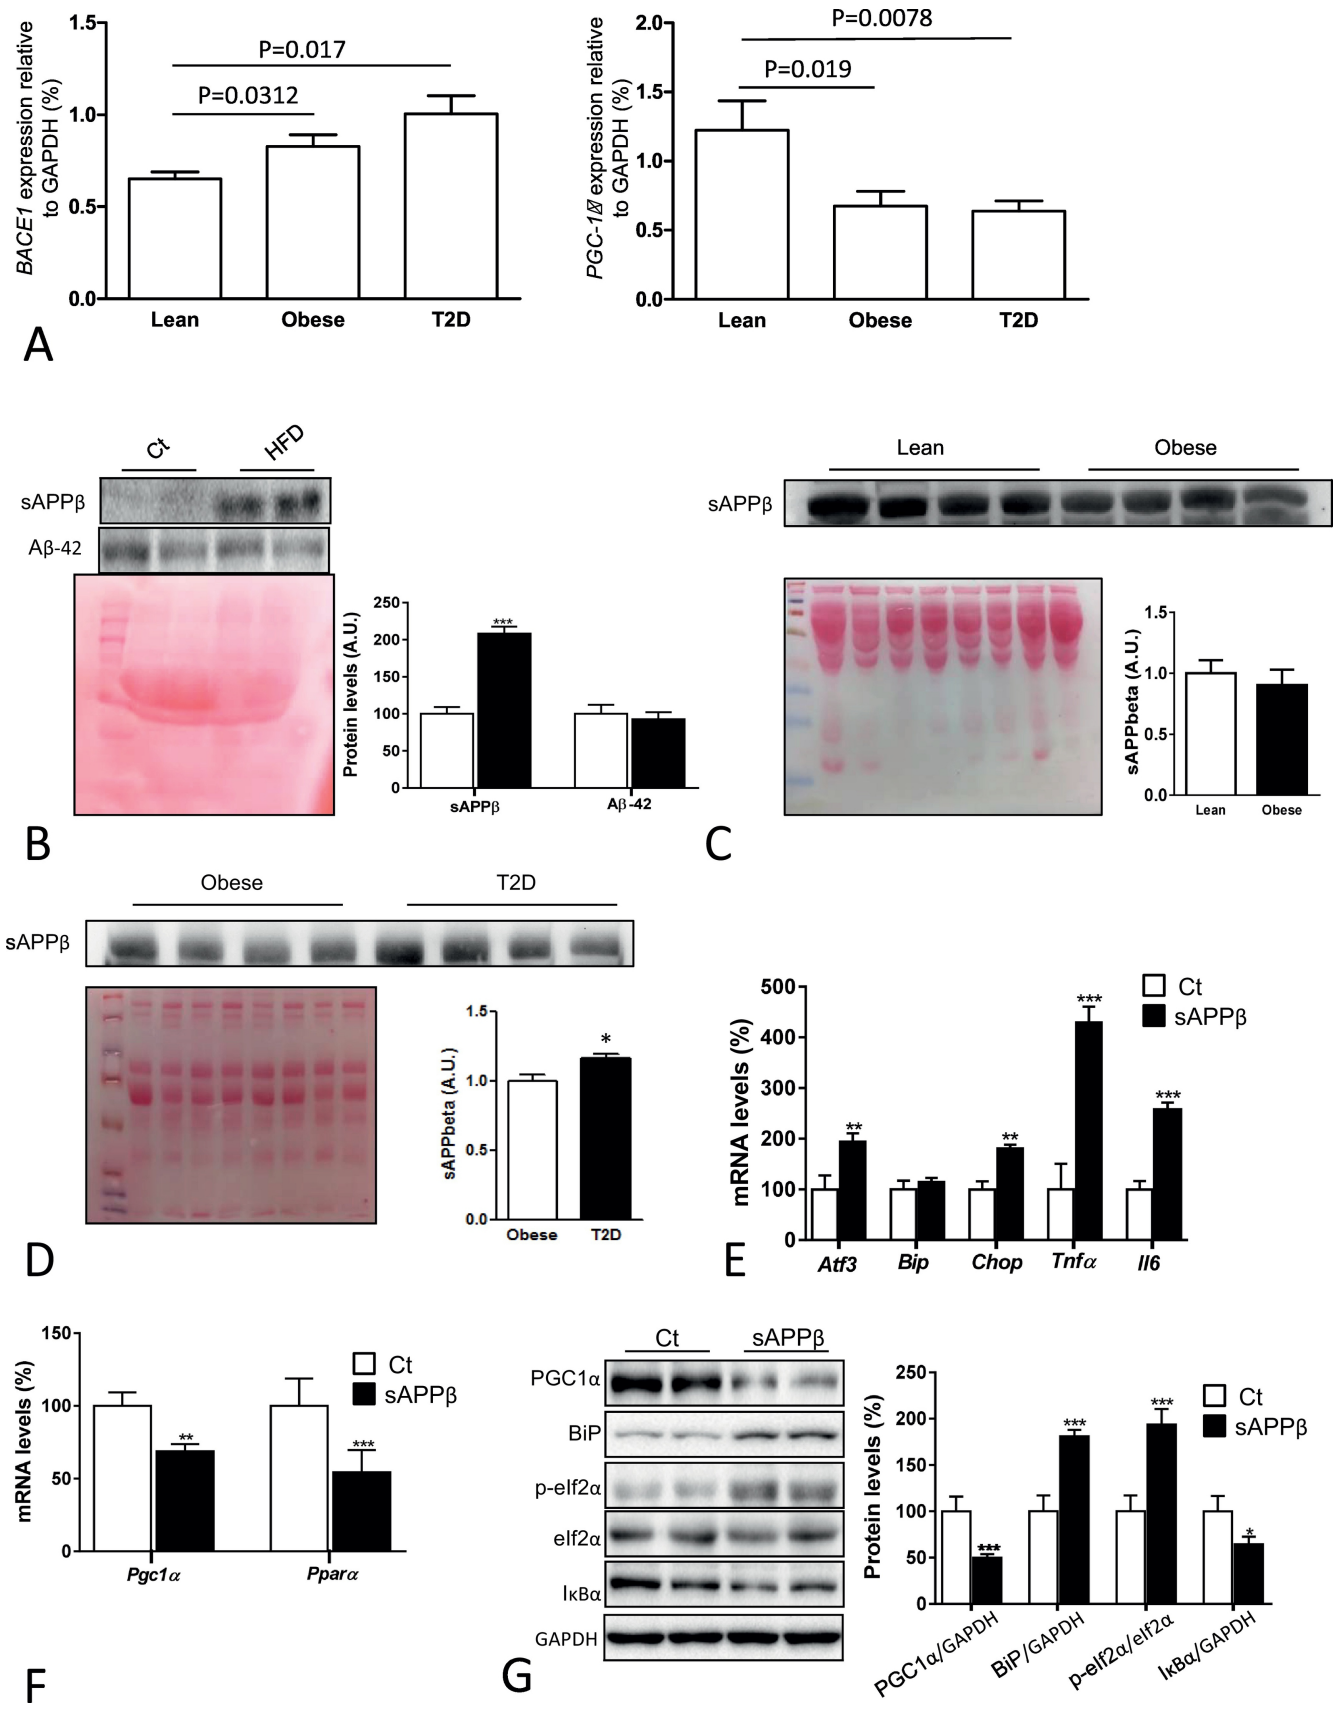 BACE1 expression relative
to GAPDH (%)
1.5
1.0
0.5
0.0
P=0.017
P=0.0312
Lean
Obese
T2D
PGC-1 expression relative
to GAPDH (%)
2.0
1.5
1.0
0.5
0.0
P=0.0078
P=0.019
Lean
Obese
T2D
A
Ct
HFD
sAPPβ
Aβ-42
Protein levels (A.U.)
250
200
150
100
50
0
***
sAPPβ
Aβ-42
B
Lean
Obese
sAPPβ
sAPPbeta (A.U.)
1.5
1.0
0.5
0.0
Lean
Obese
C
Obese
T2D
sAPPβ
sAPPbeta (A.U.)
1.5
1.0
0.5
0.0
*
Obese
T2D
D
mRNA levels (%)
500
400
300
200
100
0
Ct
sAPPβ
**
**
***
***
Atf3
Bip
Chop
Tnfα
Il6
E
mRNA levels (%)
150
100
50
0
Ct
sAPPβ
**
***
Pgc1α
Pparα
F
Ct
sAPPβ
PGC1α
BiP
p-eIf2α
eIf2α
IκBα
GAPDH
Protein levels (%)
250
200
150
100
50
0
Ct
sAPPβ
***
***
***
*
PGC1α/GAPDH
BiP/GAPDH
p-eIf2α/eIf2α
IκBα/GAPDH
G